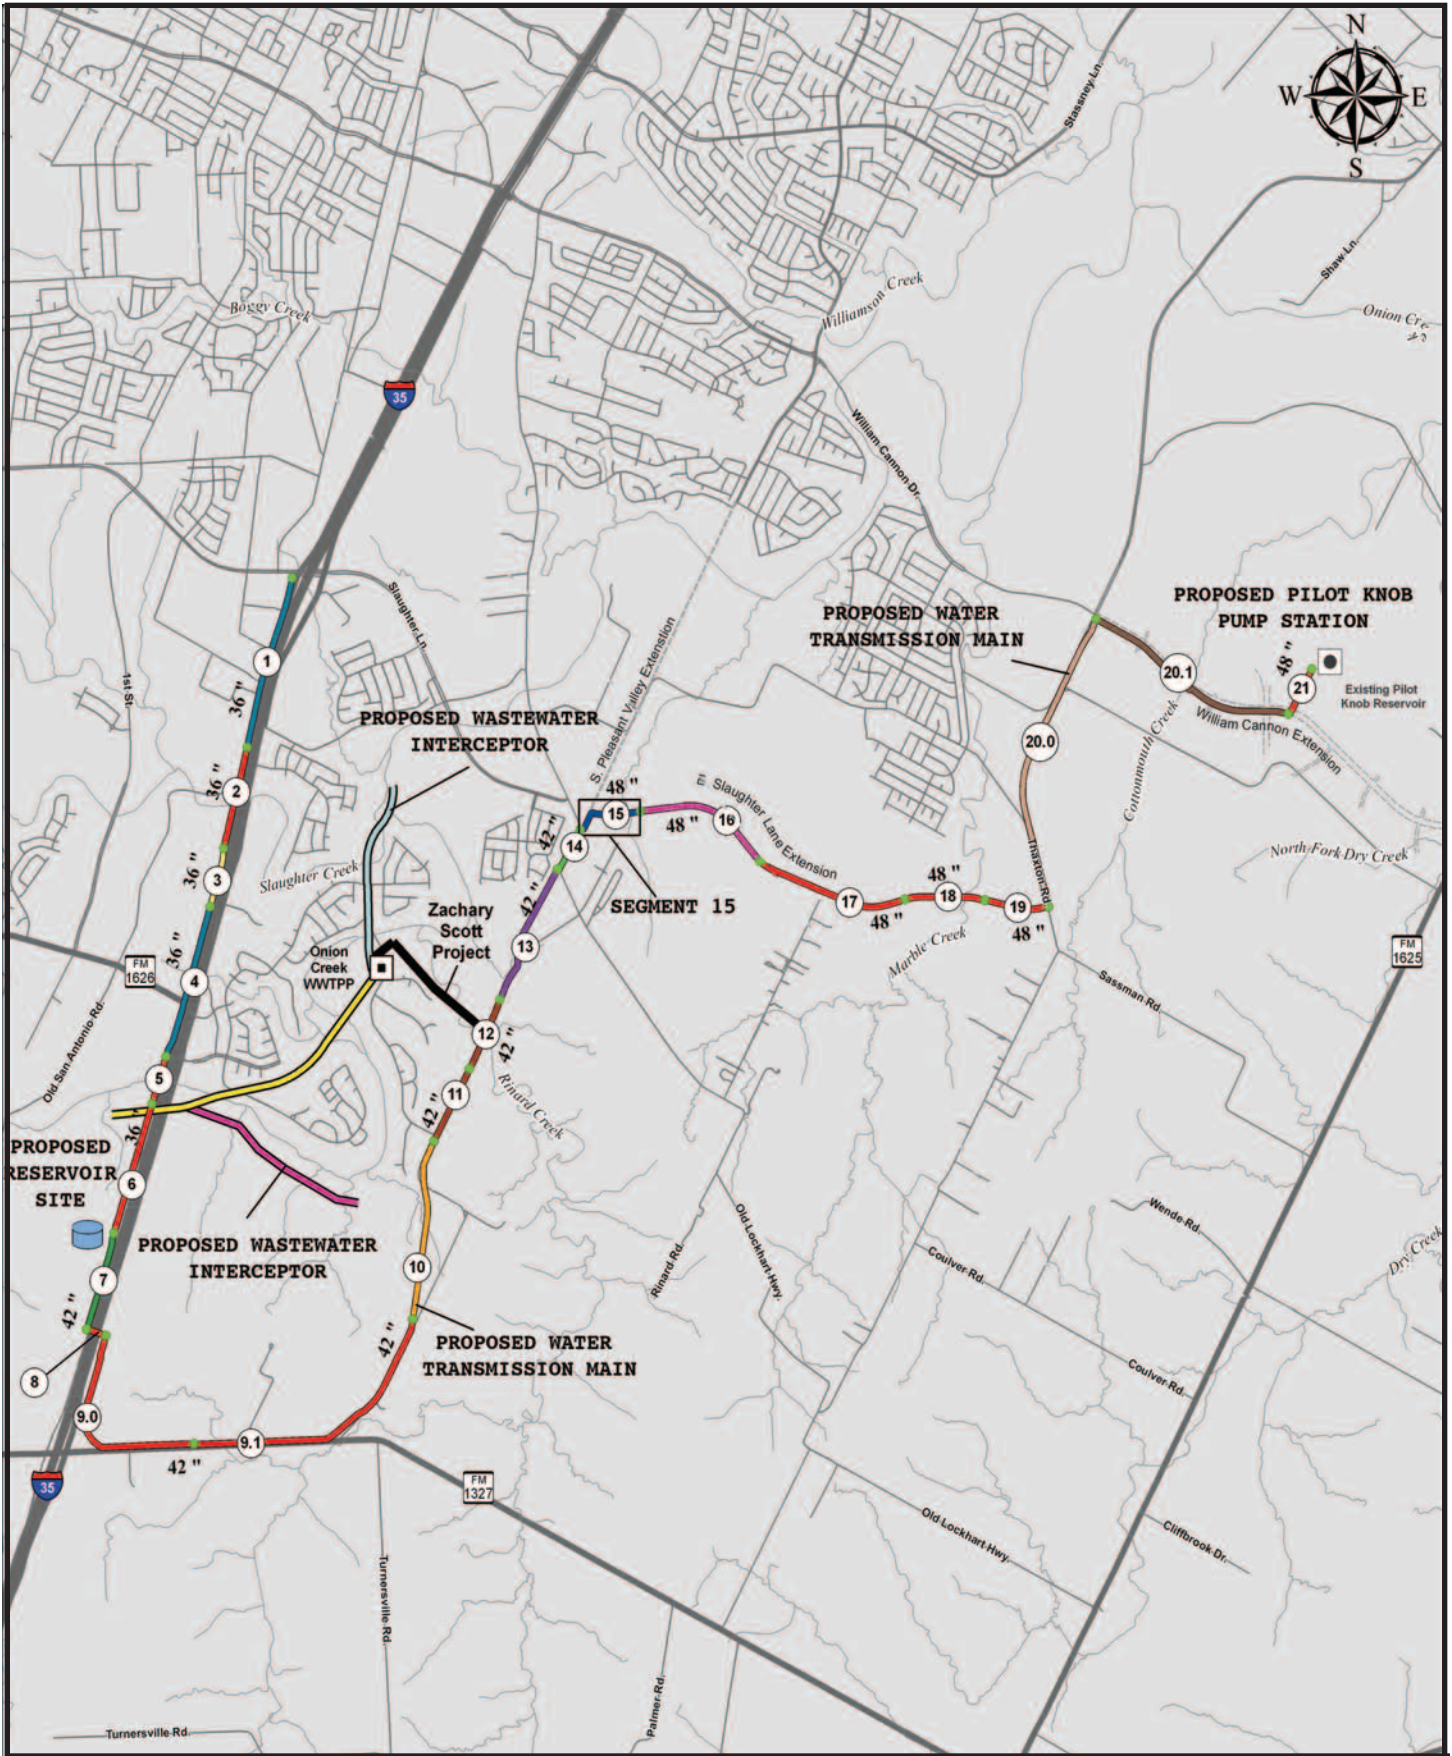 N
W
E
S
Stassney Ln.
Shaw Ln.
Boggy Creek
Williamson Creek
Onion Cre
35
William Cannon Dr.
Slaughter Ln.
1st St.
1
36 "
PROPOSED WATER
TRANSMISSION MAIN
PROPOSED PILOT KNOB
PUMP STATION
48 "
21
Existing Pilot
Knob Reservoir
20.1
William Cannon Extension
20.0
Cottonmouth Creek
S. Pleasant Valley Extenstion
PROPOSED WASTEWATER
INTERCEPTOR
2
36 "
3
36 "
48 "
15
42 "
14
48 "
16
E
Slaughter Lane Extension
SEGMENT 15
Thaxton Rd
North Fork Dry Creek
Slaughter Creek
17
48 "
48 "
18
19
48 "
Marble Creek
Zachary
Scott
Project
Onion
Creek
WWTPP
42 "
13
FM
1626
36 "
4
FM
1625
Sassman Rd.
Old San Antonio Rd.
12
42 "
5
11
42 "
Rinard Creek
36 "
PROPOSED
RESERVOIR
SITE
6
PROPOSED WASTEWATER
INTERCEPTOR
7
42 "
8
10
42 "
PROPOSED WATER
TRANSMISSION MAIN
Rinard Rd.
Old Lockhart Hwy.
Wende Rd.
Coulver Rd.
Dry Creek
Coulver Rd.
9.0
9.1
42 "
35
FM
1327
Old Lockhart Hwy.
Cliffbrook Dr.
Turnersville Rd.
Palmer Rd.
Turnersville Rd.